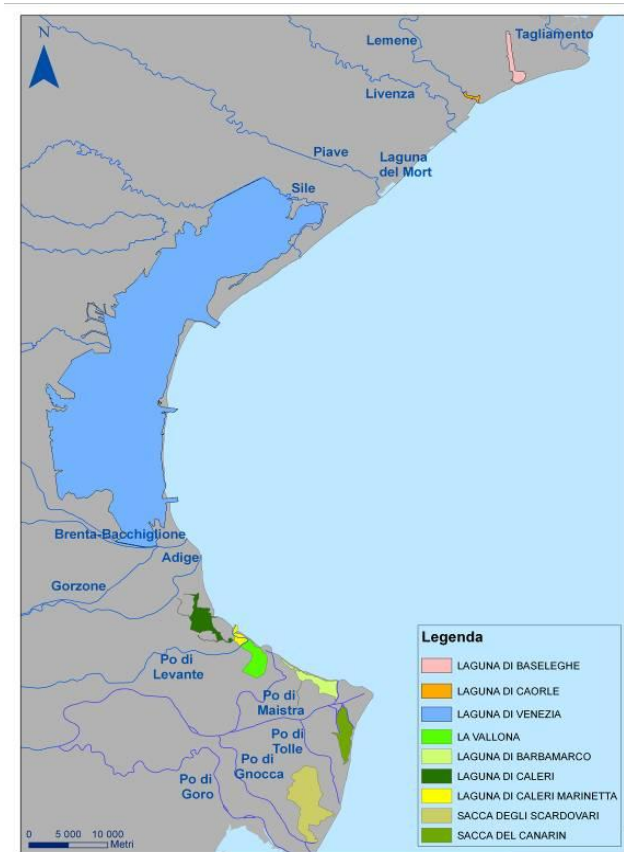 N
Tagliamento
Lemene
Livenza
Laguna
del Mort
Piave
Sile
Brenta-Bacchiglione
Adige
Gorzone
Po di
Levante
Po di
Maistra
Po di
Tolle
Po di
Gnocca
Po di
Goro
0 5 000 10 000
Metri
Legenda
LAGUNA DI BASELEGHE
LAGUNA DI CAORLE
LAGUNA DI VENEZIA
LA VALLONA
LAGUNA DI BARBAMARCO
LAGUNA DI CALERI
LAGUNA DI CALERI MARINETTA
SACCA DEGLI SCARDOVARI
SACCA DEL CANARIN